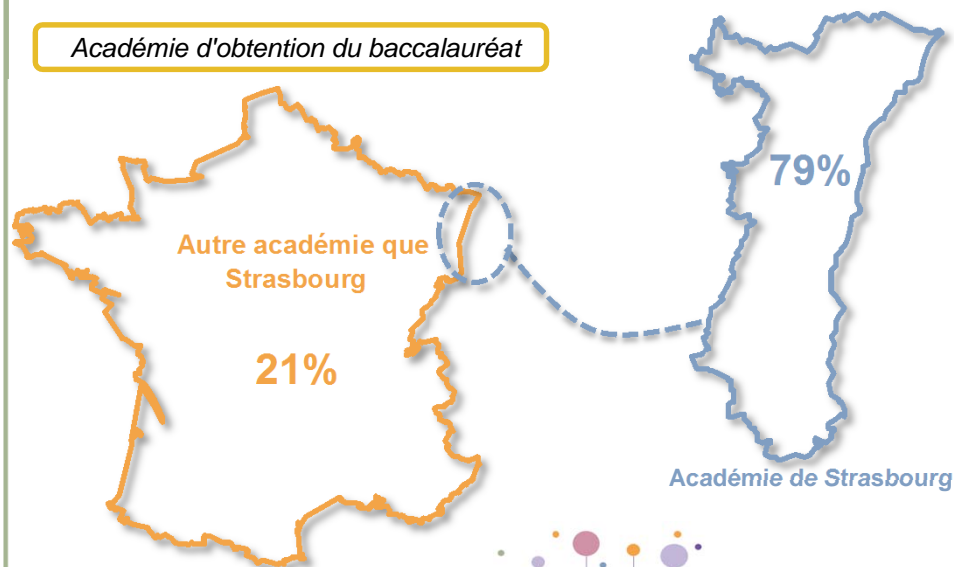 Académie d'obtention du baccalauréat
79%
Autre académie que
Strasbourg
21%
Académie de Strasbourg